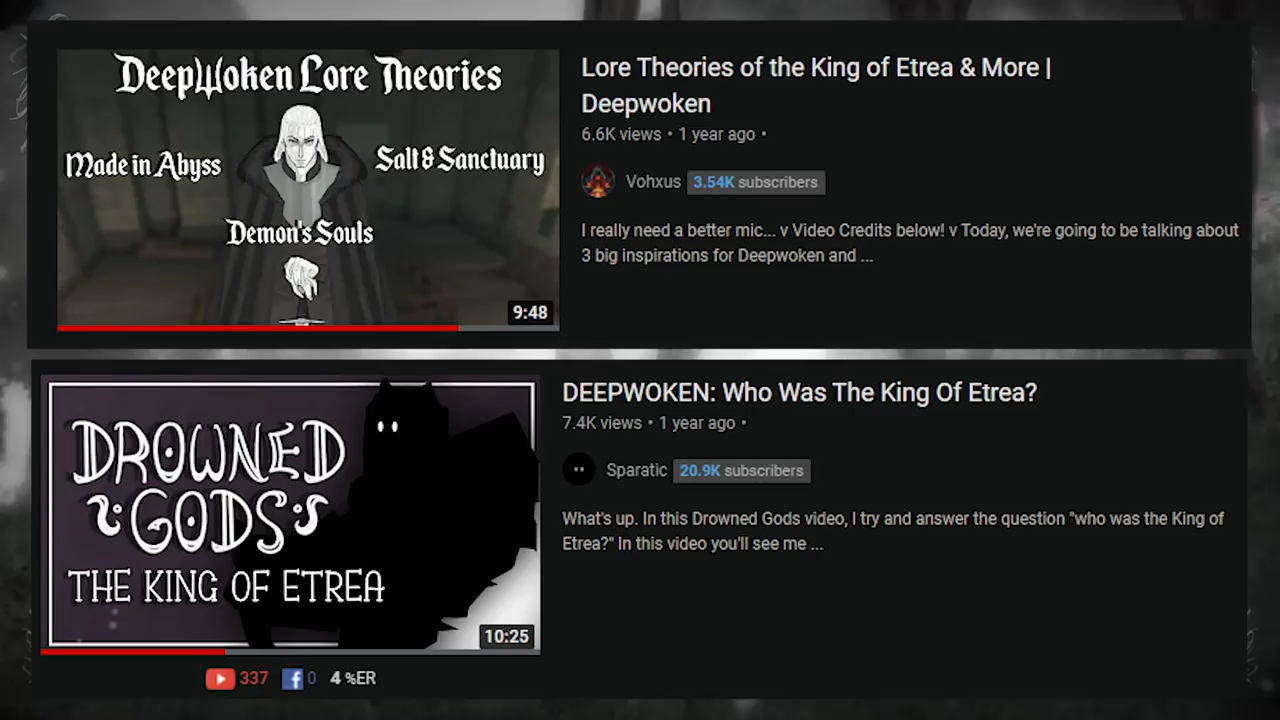 DeepWoken Lore Theories
Made in Abyss
Salt & Sanctuary
Demon's Souls
9:48
Lore Theories of the King of Etrea & More |
Deepwoken
6.6K views • 1 year ago •
Vohxus 3.54K subscribers
I really need a better mic... v Video Credits below! v Today, we're going to be talking about
3 big inspirations for Deepwoken and ...
DROWNED
GODS
THE KING OF ETREA
10:25
DEEPWOKEN: Who Was The King Of Etrea?
7.4K views • 1 year ago •
Sparatic 20.9K subscribers
What's up. In this Drowned Gods video, I try and answer the question "who was the King of
Etrea?" In this video you'll see me ...
337 f 0 4 %ER